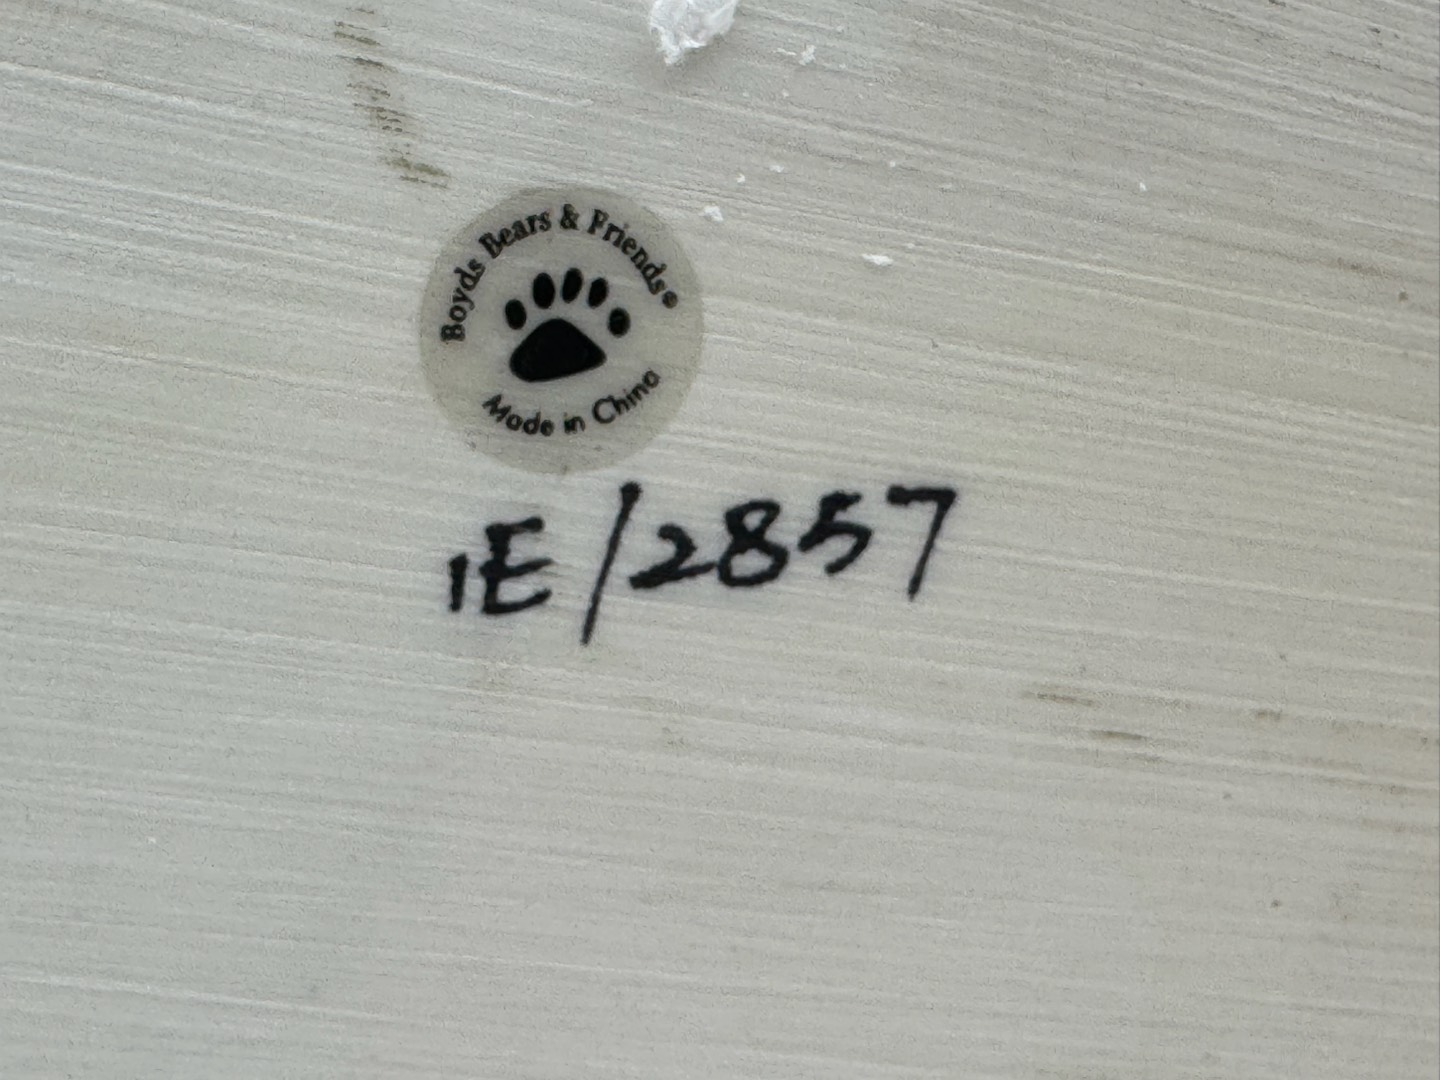 Boyds Bears & Friends®
Made in China
1E/2857